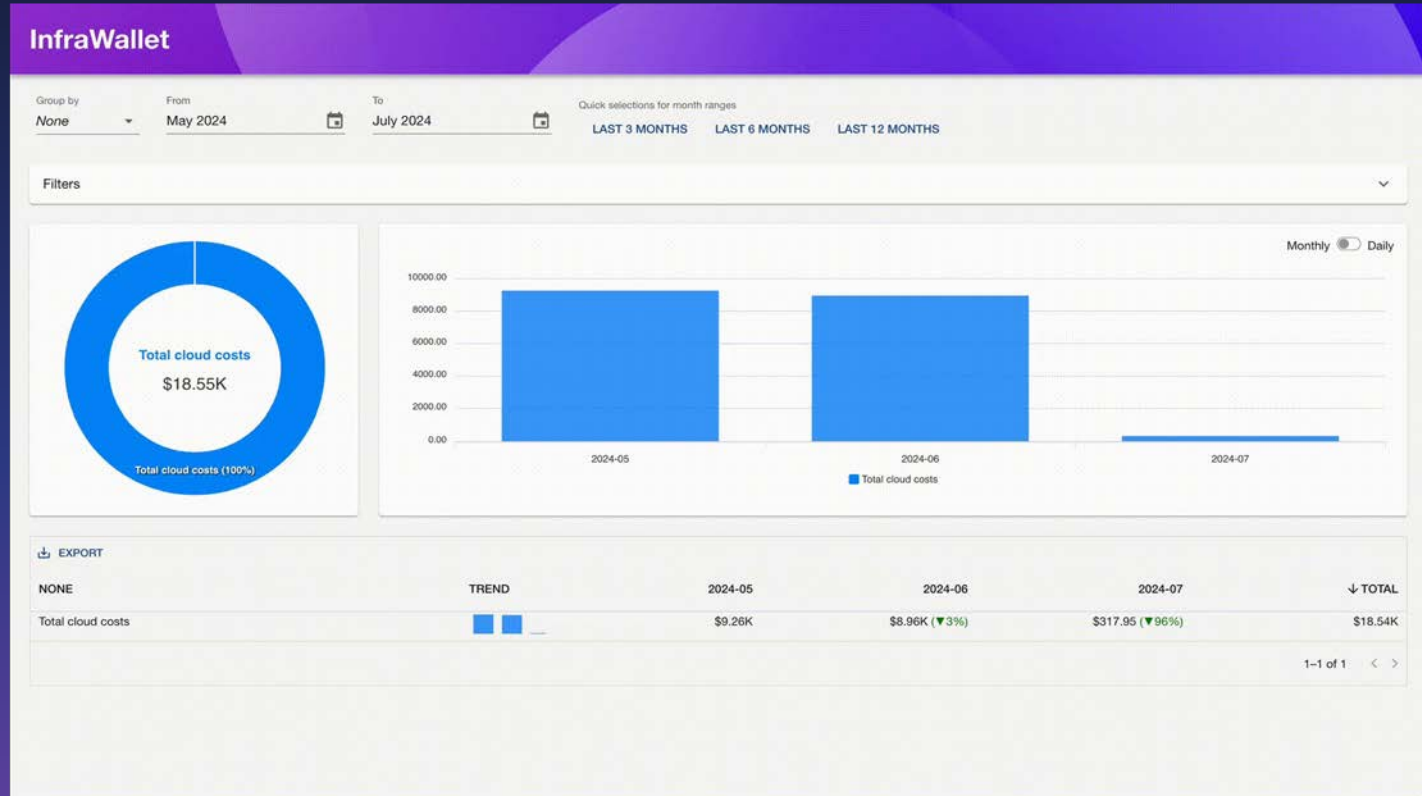 InfraWallet
Group by
None
From
May 2024
To
July 2024
Quick selections for month ranges
LAST 3 MONTHS LAST 6 MONTHS LAST 12 MONTHS
Filters
Total cloud costs
$18.55K
Total cloud costs (100%)
Monthly Daily
10000.00
8000.00
6000.00
4000.00
2000.00
0.00
2024-05 2024-06 2024-07
Total cloud costs
EXPORT
NONE TREND 2024-05 2024-06 2024-07 ↓ TOTAL
Total cloud costs $9.26K $8.96K (▼3%) $317.95 (▼96%) $18.54K
1–1 of 1 < >